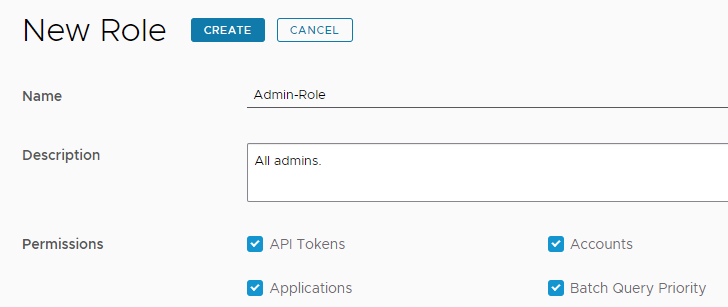 New Role CREATE CANCEL
Name Admin-Role
Description All admins.
Permissions API Tokens Accounts
Applications Batch Query Priority